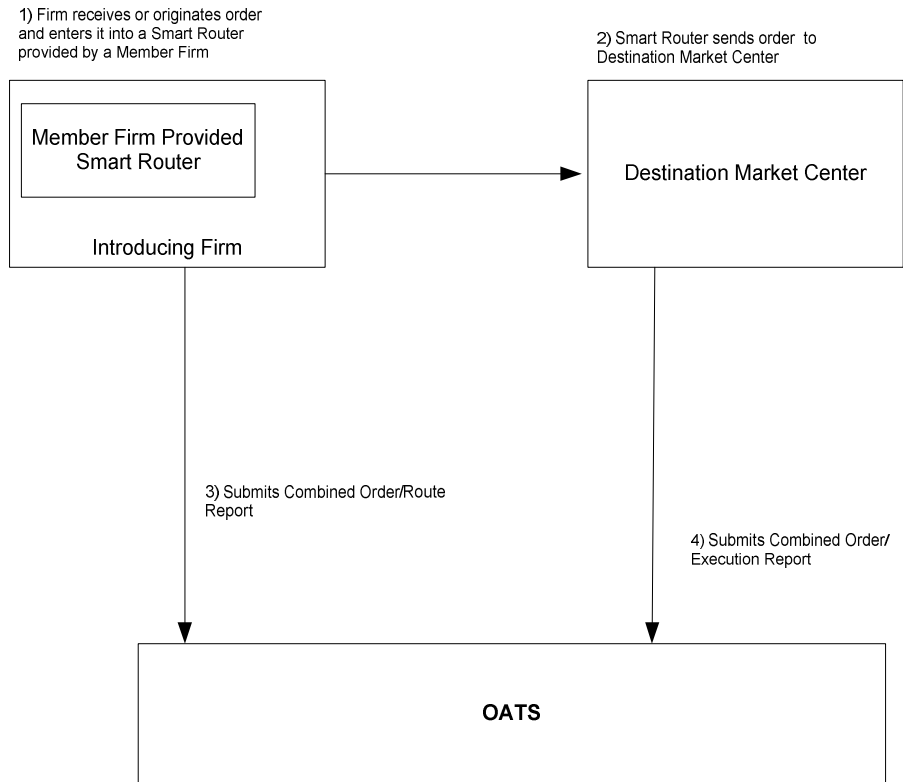 1) Firm receives or originates order
and enters it into a Smart Router
provided by a Member Firm
2) Smart Router sends order to
Destination Market Center
Member Firm Provided
Smart Router
Introducing Firm
Destination Market Center
3) Submits Combined Order/Route
Report
4) Submits Combined Order/
Execution Report
OATS